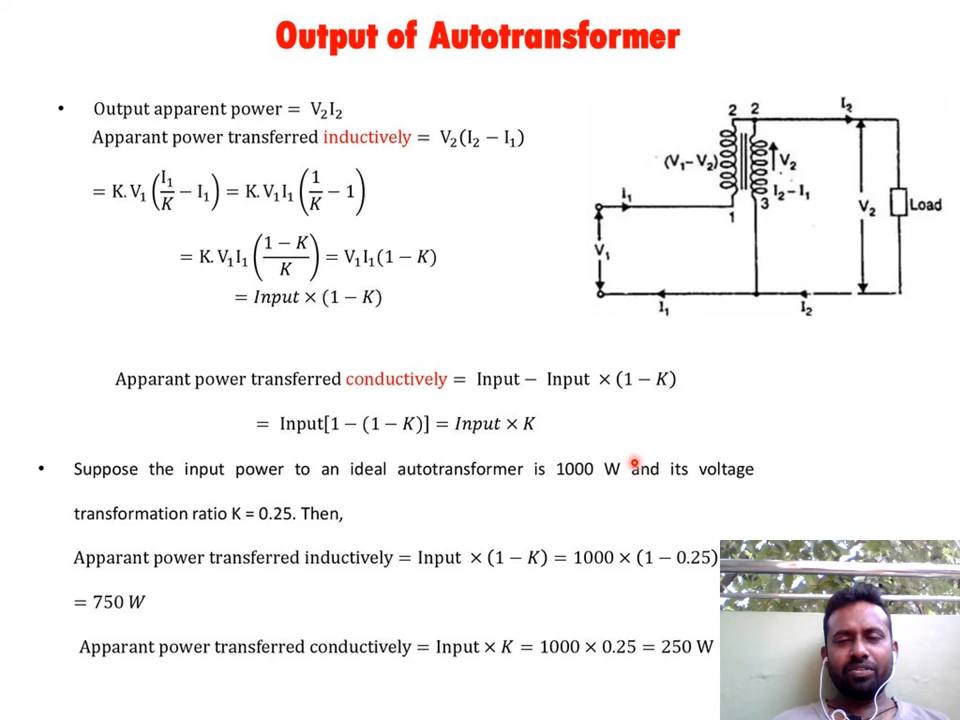 Output of Autotransformer
• Output apparent power = V₂I₂
Apparant power transferred inductively = V₂(I₂ − I₁)
= K. V₁ (I₁/K − I₁) = K. V₁I₁ (1/K − 1)
= K. V₁I₁ ((1 − K)/K) = V₁I₁(1 − K)
= Input × (1 − K)
2 2
I₂
(V₁−V₂)
V₂
I₂−I₁
I₁
1
3
V₂
Load
V₁
I₁
I₂
Apparant power transferred conductively = Input − Input × (1 − K)
= Input[1 − (1 − K)] = Input × K
• Suppose the input power to an ideal autotransformer is 1000 W and its voltage
transformation ratio K = 0.25. Then,
Apparant power transferred inductively = Input × (1 − K) = 1000 × (1 − 0.25)
= 750 W
Apparant power transferred conductively = Input × K = 1000 × 0.25 = 250 W